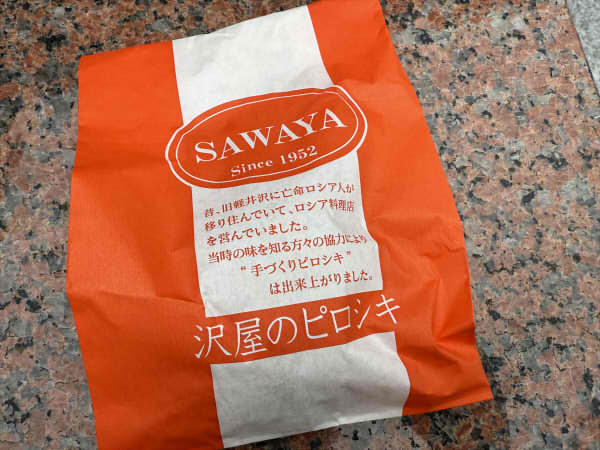 SAWAYA
Since 1952
昔、旧軽井沢に亡命ロシア人が
移り住んでいて、ロシア料理店
を営んでいました。
当時の味を知る方々の協力により
“手づくりピロシキ”
は出来上がりました。
沢屋のピロシキ